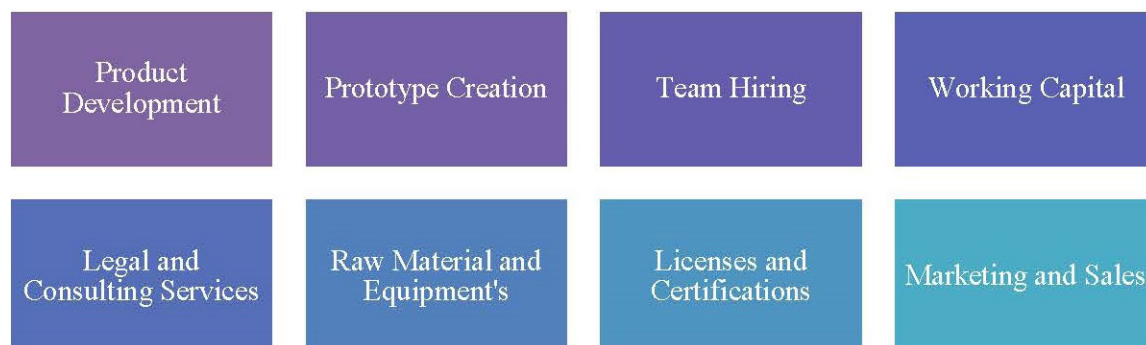 Product
Development
Prototype Creation
Team Hiring
Working Capital
Legal and
Consulting Services
Raw Material and
Equipment's
Licenses and
Certifications
Marketing and Sales